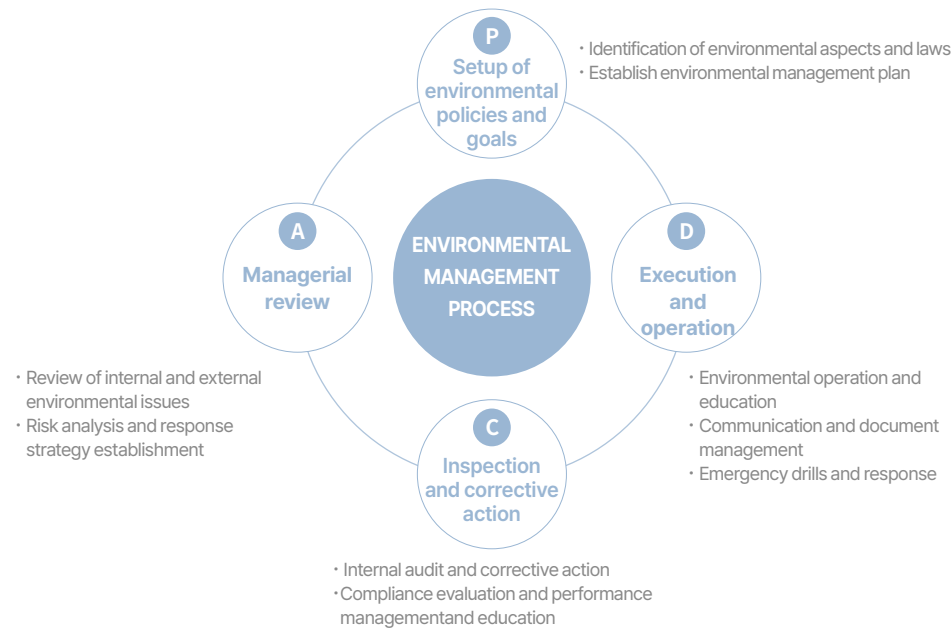 P
Setup of
environmental
policies and
goals
· Identification of environmental aspects and laws
· Establish environmental management plan
A
Managerial
review
ENVIRONMENTAL
MANAGEMENT
PROCESS
D
Execution
and
operation
· Review of internal and external
environmental issues
· Risk analysis and response
strategy establishment
· Environmental operation and
education
· Communication and document
management
· Emergency drills and response
C
Inspection
and corrective
action
· Internal audit and corrective action
·Compliance evaluation and performance
managementand education